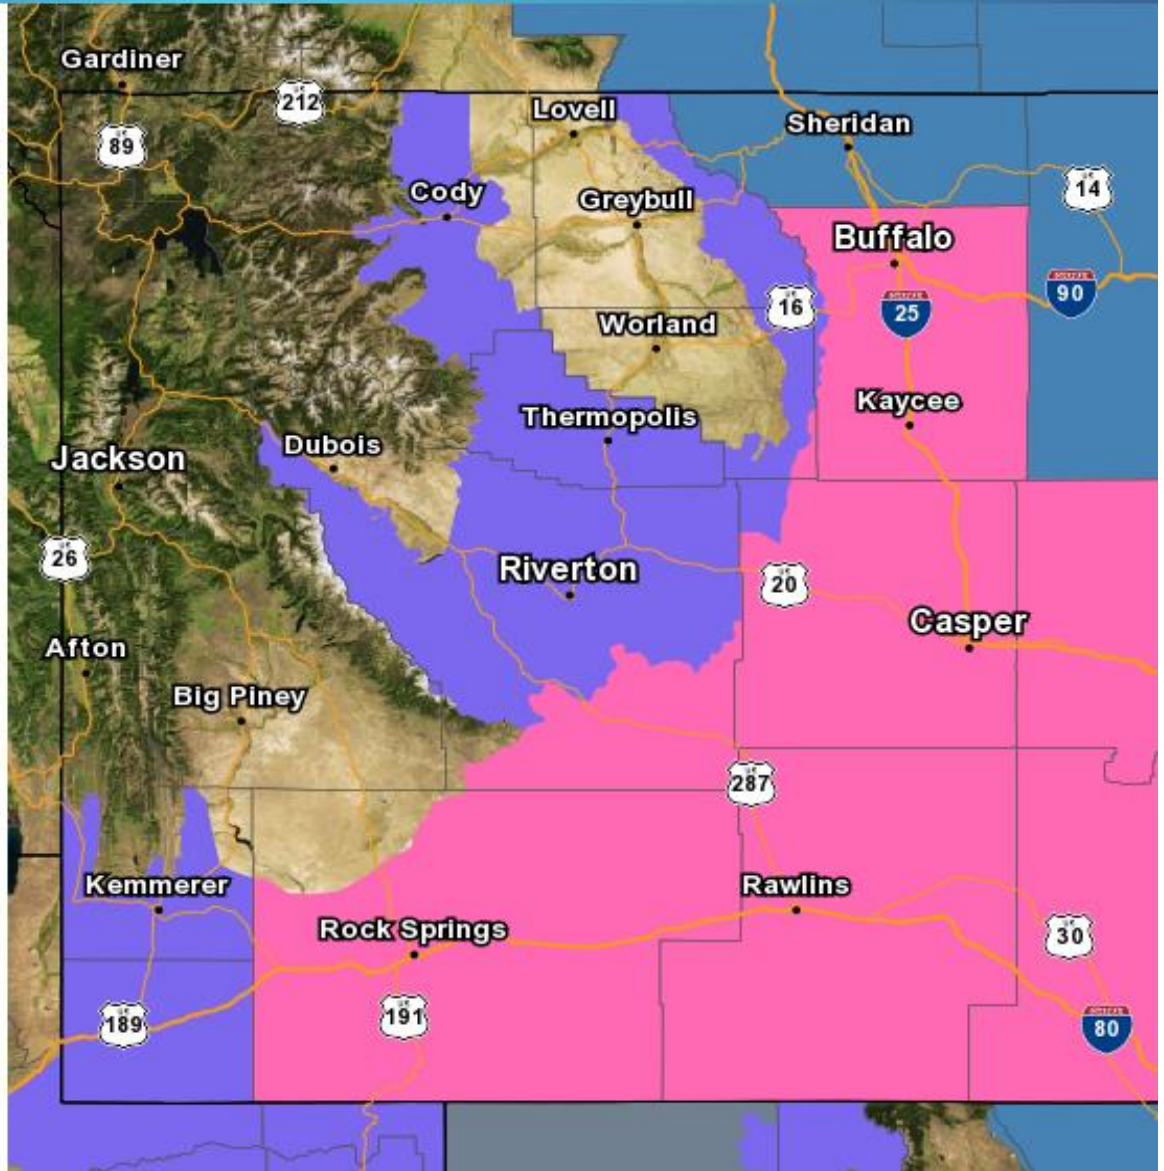 Gardiner
212
Lovell
Sheridan
US
89
14
Cody
Greybull
Buffalo
90
16
25
Worland
Kaycee
Thermopolis
Dubois
Jackson
26
Riverton
20
Casper
Afton
Big Piney
287
Kemmerer
Rawlins
Rock Springs
30
189
191
80